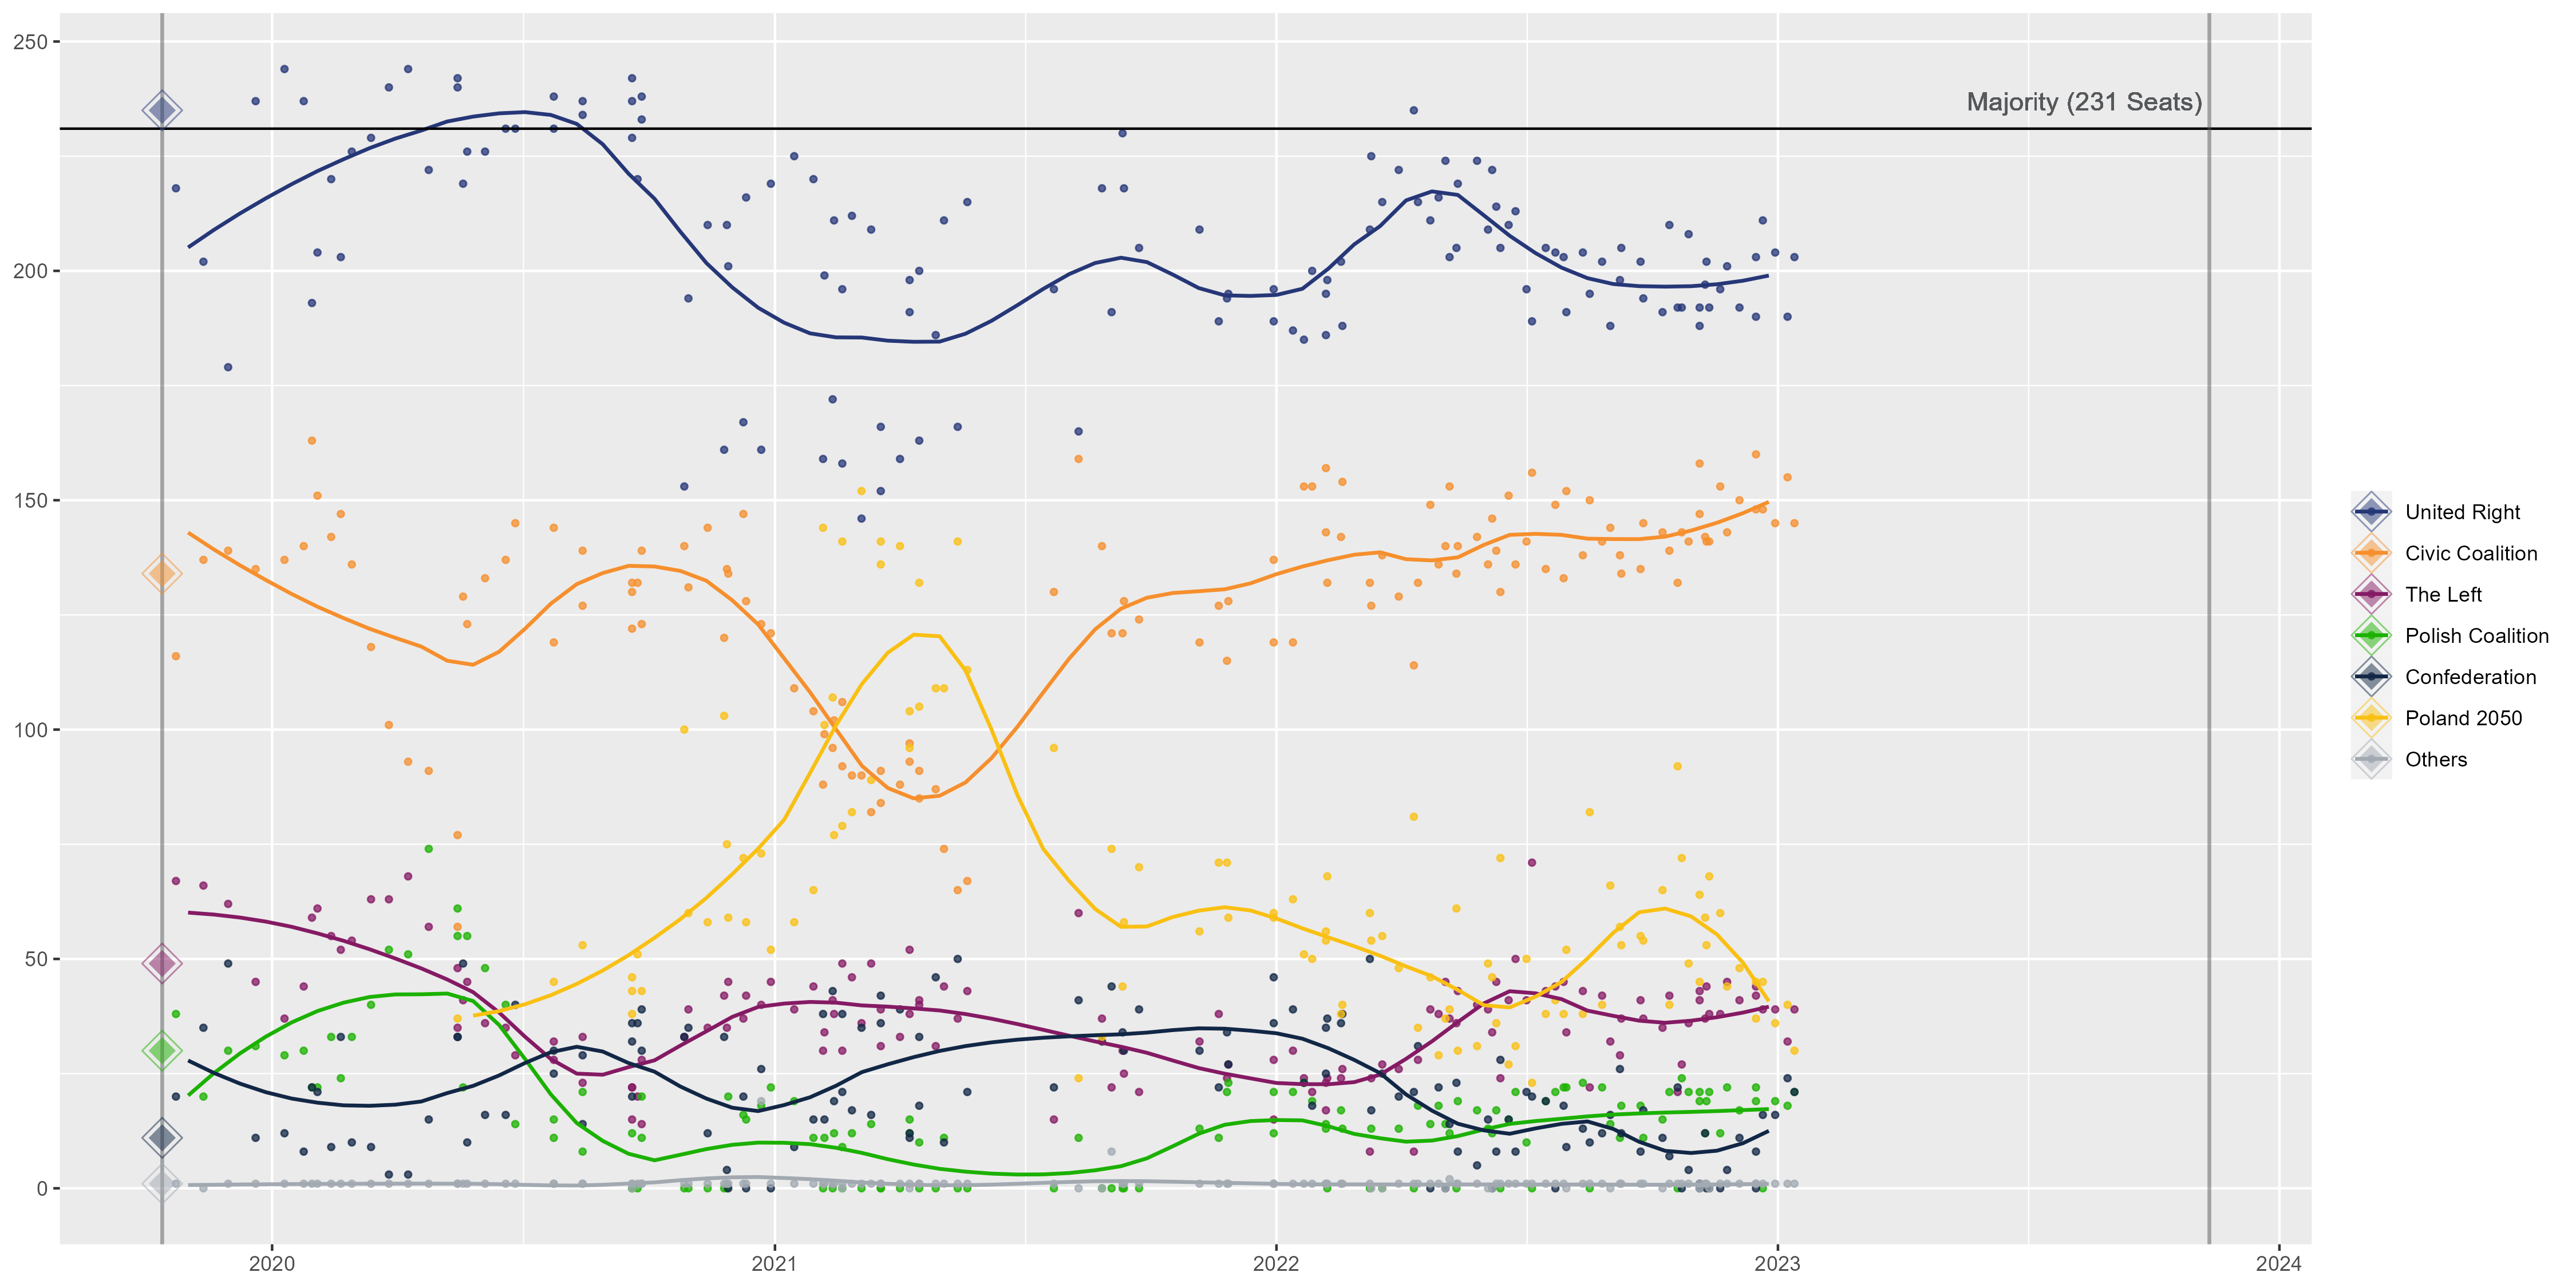 250
200
150
100
50
0
Majority (231 Seats)
2020
2021
2022
2023
2024
United Right
Civic Coalition
The Left
Polish Coalition
Confederation
Poland 2050
Others